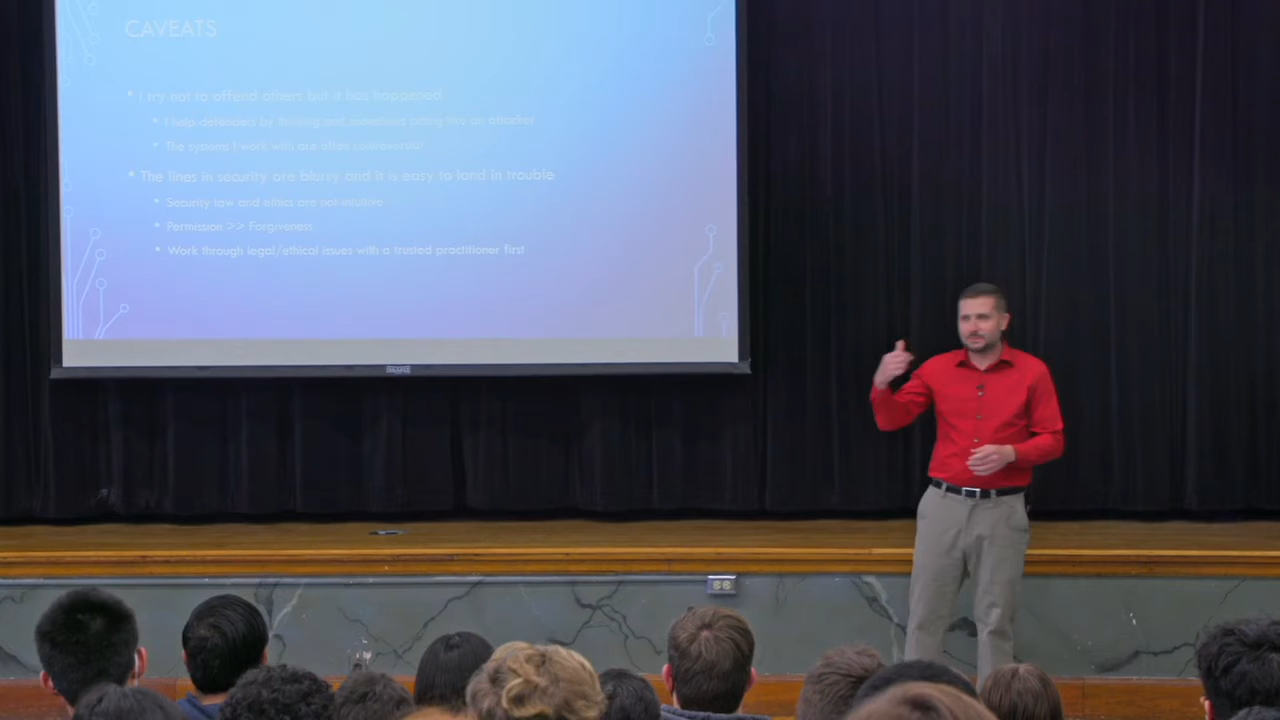 CAVEATS
• I try not to offend others but it has happened
• I help defenders by thinking and sometimes acting like an attacker
• The systems I work with are often controversial
• The lines in security are blurry and it is easy to land in trouble
• Security law and ethics are not intuitive
• Permission >> Forgiveness
• Work through legal/ethical issues with a trusted practitioner first